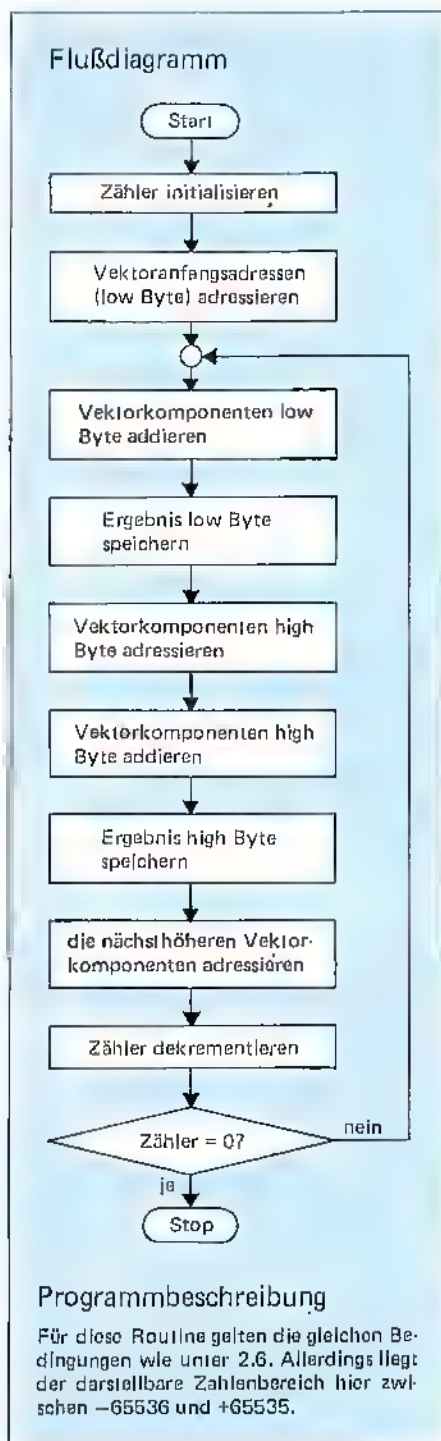 Flußdiagramm
Start
Zähler initialisieren
Vektoranfangsadressen
(low Byte) adressieren
Vektorkomponenten low
Byte addieren
Ergebnis low Byte
speichern
Vektorkomponenten high
Byte adressieren
Vektorkomponenten high
Byte addieren
Ergebnis high Byte
speichern
die nächsthöheren Vektor-
komponenten adressieren
Zähler dekrementieren
Zähler = 0?
nein
ja
Stop
Programmbeschreibung
Für diese Routine gelten die gleichen Be-
dingungen wie unter 2.6. Allerdings liegt
der darstellbare Zahlenbereich hier zwi-
schen −65536 und +65535.